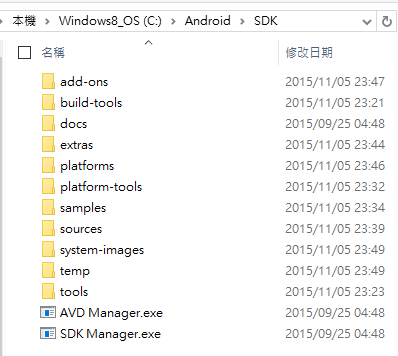 本機 > Windows8_OS (C:) > Android > SDK
名稱 修改日期
add-ons 2015/11/05 23:47
build-tools 2015/11/05 23:21
docs 2015/09/25 04:48
extras 2015/11/05 23:44
platforms 2015/11/05 23:46
platform-tools 2015/11/05 23:32
samples 2015/11/05 23:34
sources 2015/11/05 23:39
system-images 2015/11/05 23:49
temp 2015/11/05 23:49
tools 2015/11/05 23:23
AVD Manager.exe 2015/09/25 04:48
SDK Manager.exe 2015/09/25 04:48